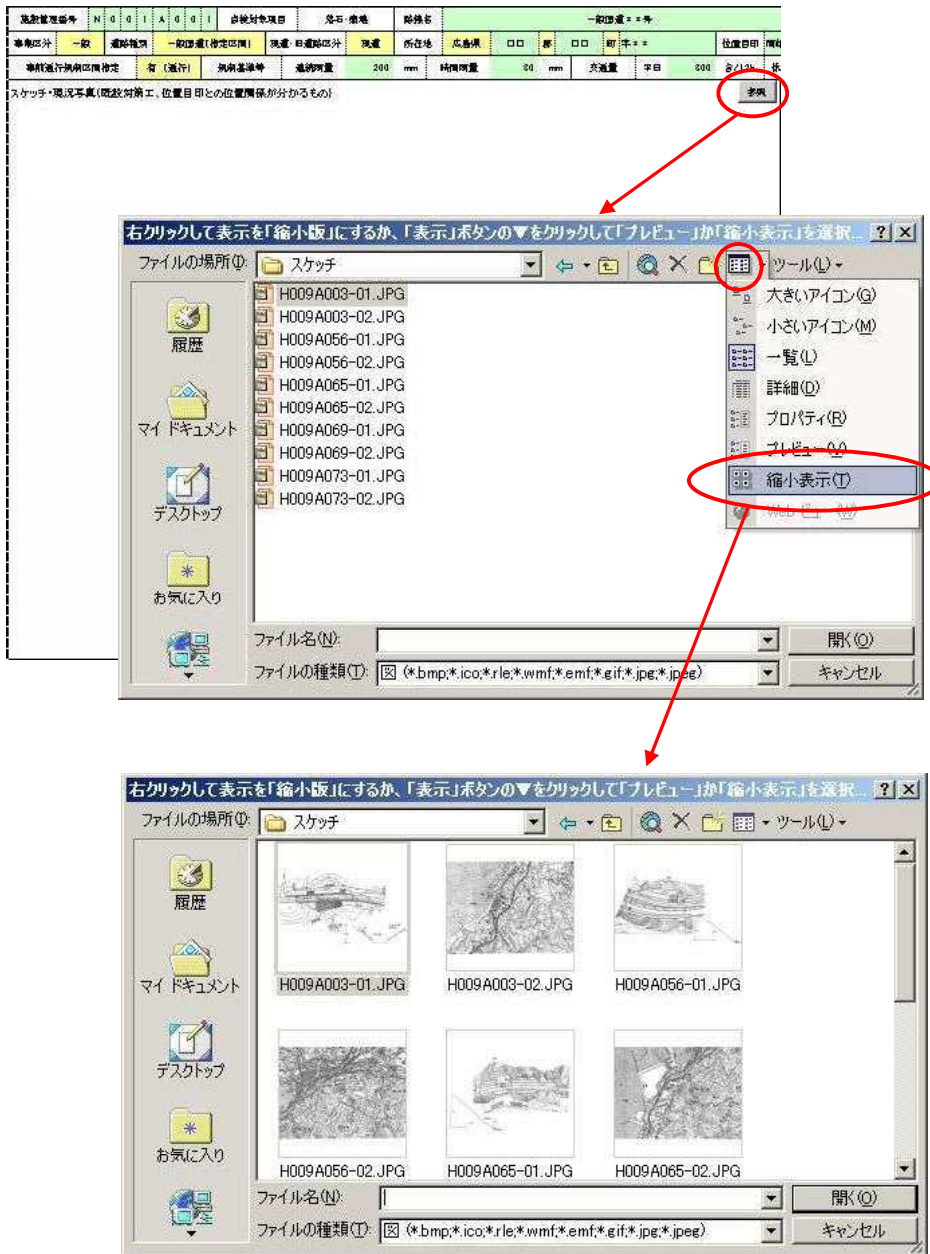 施設管理番号 N 0 0 1 A 0 0 1 点検対象項目 落石・崩壊 路線名 一般国道××号
事業区分 一般 道路種別 一般国道(指定区間) 現道・旧道路区分 現道 所在地 広島県 □□ 郡 □□ 町 字×× 位置目印
事前通行規制区間指定 有(通行) 規制基準等 連続雨量 200 mm 時間雨量 80 mm 交通量 平日 800 台/12h
スケッチ・現況写真(既設対策工、位置目印との位置関係が分かるもの) 参照
右クリックして表示を「縮小版」にするか、「表示」ボタンの▼をクリックして「プレビュー」か「縮小表示」を選択...
ファイルの場所(I): スケッチ ツール(L)
H009A003-01.JPG
H009A003-02.JPG
H009A056-01.JPG
H009A056-02.JPG
H009A065-01.JPG
H009A065-02.JPG
H009A069-01.JPG
H009A069-02.JPG
H009A073-01.JPG
H009A073-02.JPG
履歴
マイ ドキュメント
デスクトップ
お気に入り
大きいアイコン(G)
小さいアイコン(M)
一覧(L)
詳細(D)
プロパティ(R)
プレビュー(V)
縮小表示(T)
Web ビュー(W)
ファイル名(N): 開く(O)
ファイルの種類(T): 図 (*.bmp;*.ico;*.rle;*.wmf;*.emf;*.gif;*.jpg;*.jpeg) キャンセル
右クリックして表示を「縮小版」にするか、「表示」ボタンの▼をクリックして「プレビュー」か「縮小表示」を選択...
ファイルの場所(I): スケッチ ツール(L)
履歴
マイ ドキュメント
デスクトップ
お気に入り
H009A003-01.JPG H009A003-02.JPG H009A056-01.JPG
H009A056-02.JPG H009A065-01.JPG H009A065-02.JPG
ファイル名(N): 開く(O)
ファイルの種類(T): 図 (*.bmp;*.ico;*.rle;*.wmf;*.emf;*.gif;*.jpg;*.jpeg) キャンセル